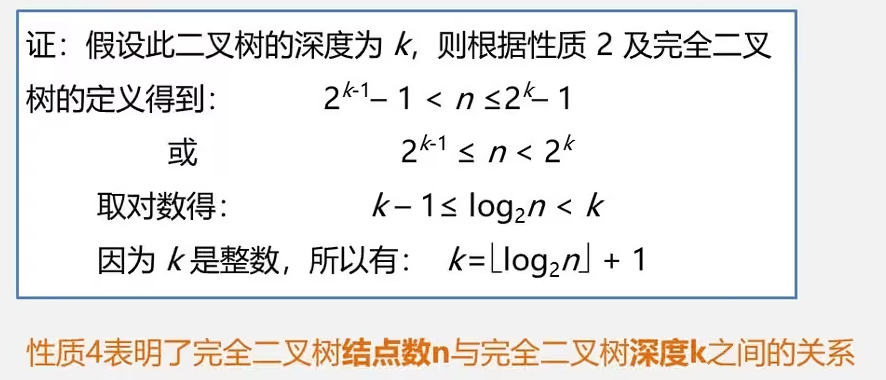 证：假设此二叉树的深度为 k，则根据性质 2 及完全二叉
树的定义得到： 2^{k-1}– 1 < n ≤2^k– 1
或 2^{k-1} ≤ n < 2^k
取对数得： k – 1≤ log₂n < k
因为 k 是整数，所以有： k=⌊log₂n⌋ + 1
性质4表明了完全二叉树结点数n与完全二叉树深度k之间的关系